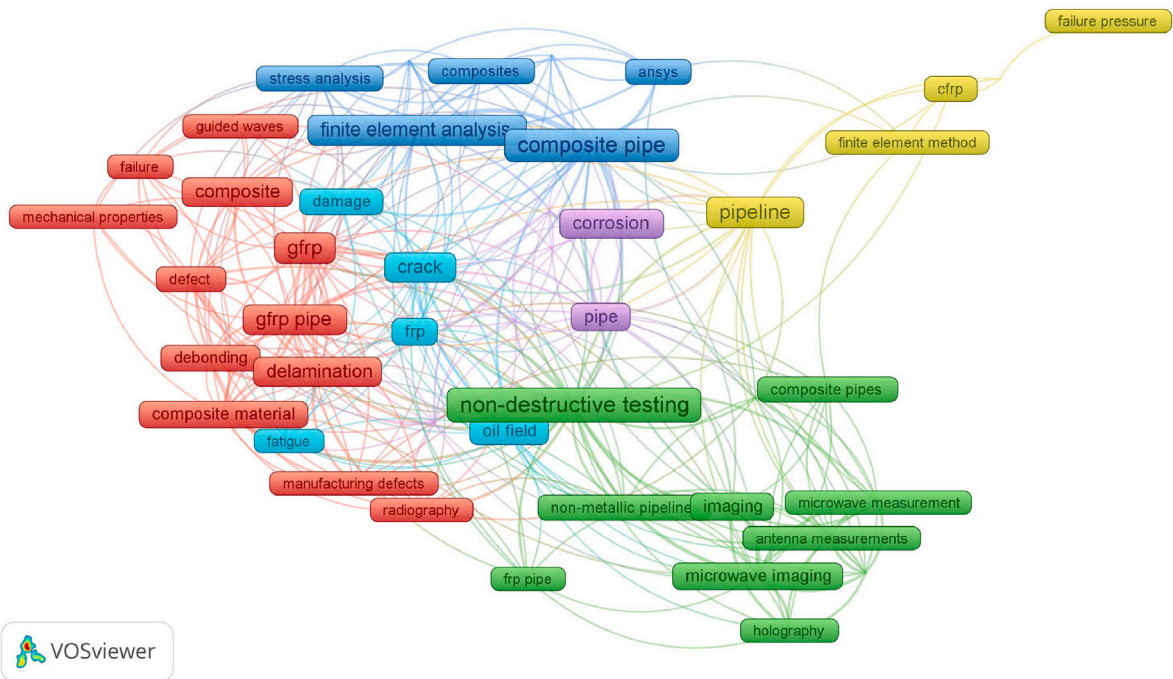 failure pressure
stress analysis
composites
ansys
cfrp
guided waves
finite element analysis
composite pipe
finite element method
failure
composite
damage
mechanical properties
corrosion
pipeline
gfrp
crack
defect
gfrp pipe
frp
pipe
debonding
delamination
composite pipes
non-destructive testing
composite material
fatigue
oil field
manufacturing defects
radiography
non-metallic pipeline
imaging
microwave measurement
antenna measurements
frp pipe
microwave imaging
holography
VOSviewer